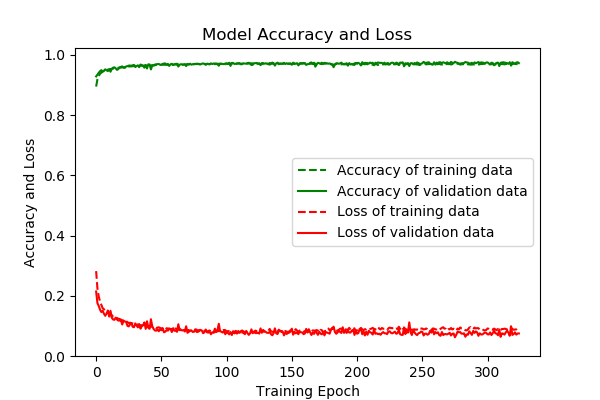 Model Accuracy and Loss
1.0
0.8
0.6
0.4
0.2
0.0
Accuracy and Loss
Accuracy of training data
Accuracy of validation data
Loss of training data
Loss of validation data
0 50 100 150 200 250 300
Training Epoch